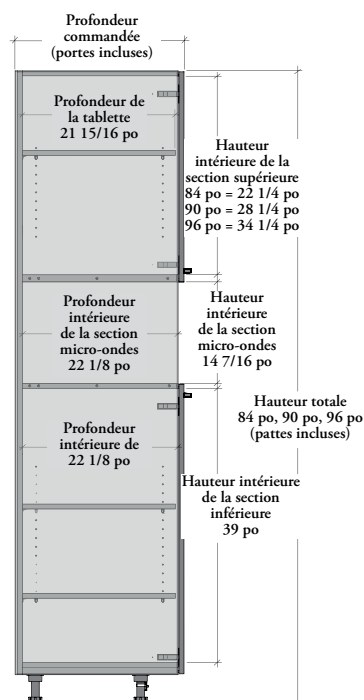 Profondeur
commandée
(portes incluses)
Profondeur de
la tablette
21 15/16 po
Hauteur
intérieure de la
section supérieure
84 po = 22 1/4 po
90 po = 28 1/4 po
96 po = 34 1/4 po
Profondeur
intérieure
de la section
micro-ondes
22 1/8 po
Hauteur
intérieure
de la section
micro-ondes
14 7/16 po
Hauteur totale
84 po, 90 po, 96 po
(pattes incluses)
Profondeur
intérieure de
22 1/8 po
Hauteur intérieure
de la section
inférieure
39 po